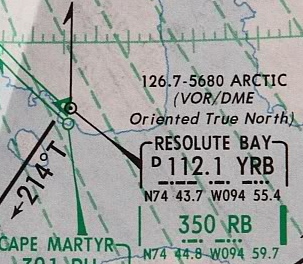 126.7-5680 ARCTIC
(VOR/DME
Oriented True North)
RESOLUTE BAY
D 112.1 YRB
N74 43.7 W094 55.4
←214°T
350 RB
CAPE MARTYR
N74 44.8 W094 59.7